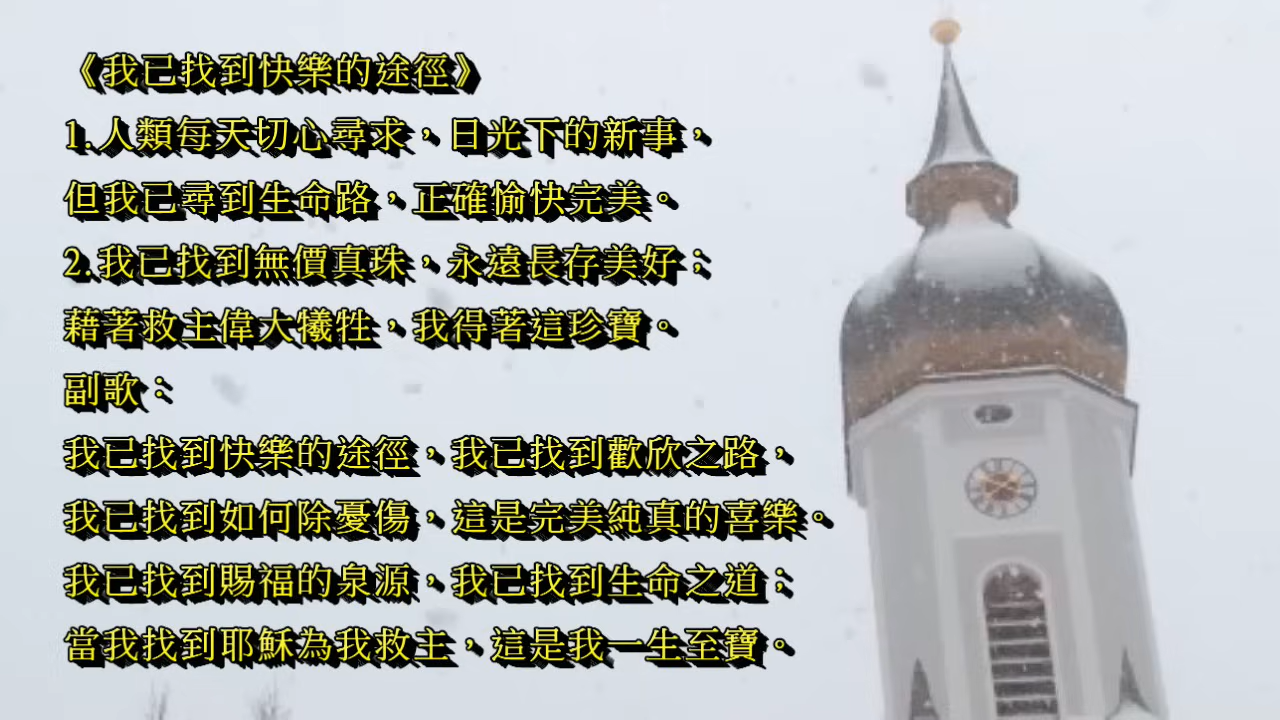 《我已找到快樂的途徑》
1.人類每天切心尋求，日光下的新事，
但我已尋到生命路，正確愉快完美。
2.我已找到無價真珠，永遠長存美好；
藉著救主偉大犧牲，我得著這珍寶。
副歌：
我已找到快樂的途徑，我已找到歡欣之路，
我已找到如何除憂傷，這是完美純真的喜樂。
我已找到賜福的泉源，我已找到生命之道；
當我找到耶穌為我救主，這是我一生至寶。